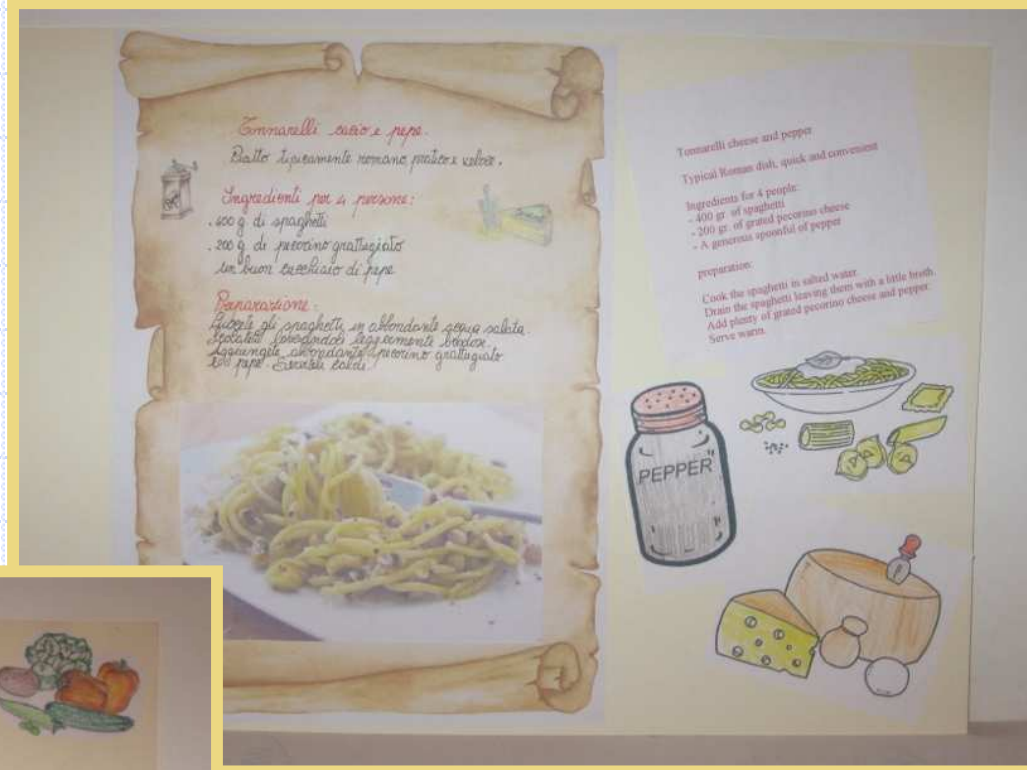 Tonnarelli cacio e pepe.
Piatto tipicamente romano, pratico e veloce.
Ingredienti per 4 persone:
. 400 g. di spaghetti
. 200 g. di pecorino grattugiato
un buon cucchiaio di pepe
Preparazione:
Cuocete gli spaghetti in abbondante acqua salata.
Scolateli lasciandoli leggermente brodosi.
Aggiungete abbondante pecorino grattugiato
e il pepe. Serviteli caldi.
Tonnarelli cheese and pepper
Typical Roman dish, quick and convenient
Ingredients for 4 people:
- 400 gr. of spaghetti
- 200 gr. of grated pecorino cheese
- A generous spoonful of pepper
preparation:
Cook the spaghetti in salted water.
Drain the spaghetti leaving them with a little broth.
Add plenty of grated pecorino cheese and pepper.
Serve warm.
PEPPER